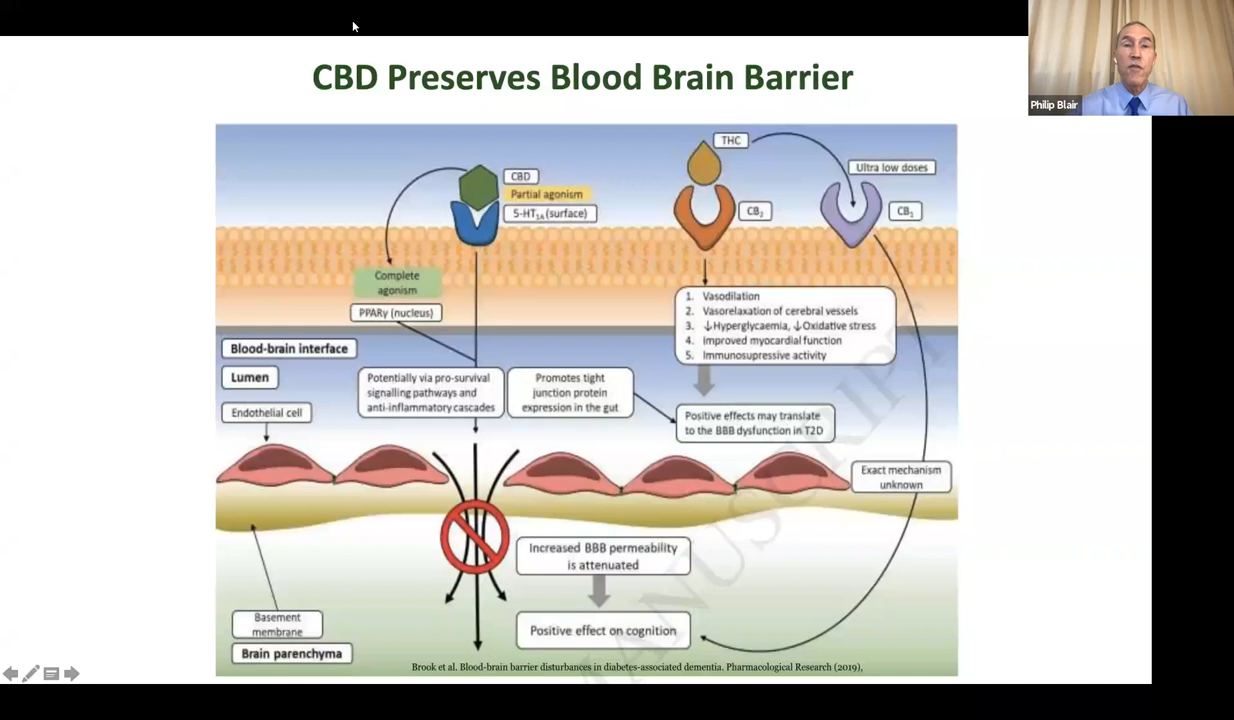 CBD Preserves Blood Brain Barrier
Philip Blair
THC
Ultra low doses
CBD
Partial agonism
5-HT1A (surface)
CB2
CB1
Complete
agonism
PPARγ (nucleus)
1. Vasodilation
2. Vasorelaxation of cerebral vessels
3. ↓Hyperglycaemia, ↓Oxidative stress
4. Improved myocardial function
5. Immunosupressive activity
Blood-brain interface
Lumen
Endothelial cell
Potentially via pro-survival
signalling pathways and
anti-inflammatory cascades
Promotes tight
junction protein
expression in the gut
Positive effects may translate
to the BBB dysfunction in T2D
Exact mechanism
unknown
Increased BBB permeability
is attenuated
Positive effect on cognition
Basement
membrane
Brain parenchyma
Brook et al. Blood-brain barrier disturbances in diabetes-associated dementia. Pharmacological Research (2019),
MANUSCRIPT